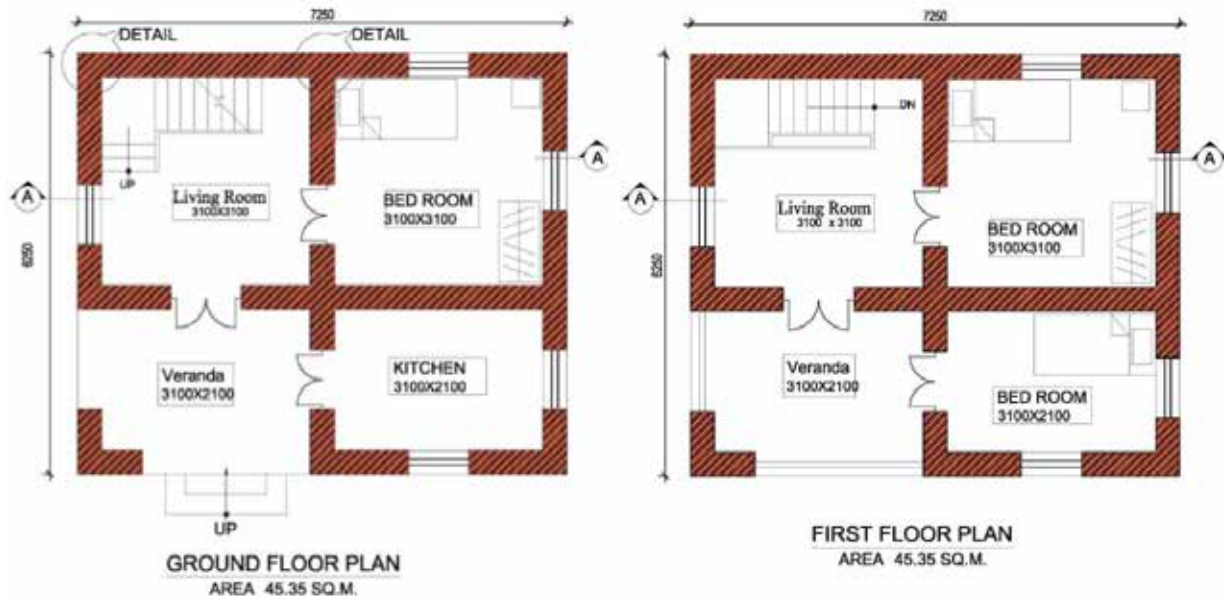 7250
DETAIL
DETAIL
A
A
UP
UP
6250
Living Room
3100X3100
BED ROOM
3100X3100
Veranda
3100X2100
KITCHEN
3100X2100
UP
GROUND FLOOR PLAN
AREA 45.35 SQ.M.
7250
DN
A
A
6250
Living Room
3100 x 3100
BED ROOM
3100X3100
Veranda
3100X2100
BED ROOM
3100X2100
FIRST FLOOR PLAN
AREA 45.35 SQ.M.